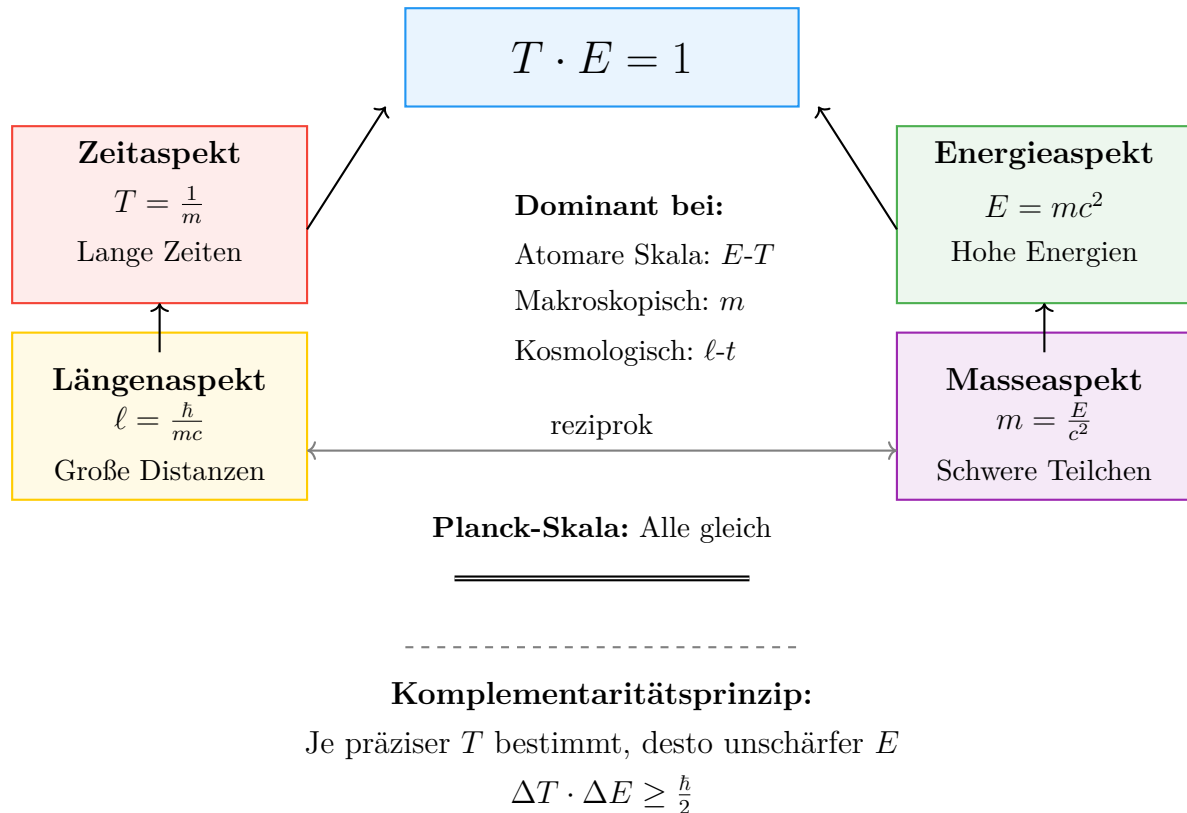 T · E = 1
Zeitaspekt
T = 1/m
Lange Zeiten
Energieaspekt
E = mc²
Hohe Energien
Dominant bei:
Atomare Skala: E-T
Makroskopisch: m
Kosmologisch: ℓ-t
Längenaspekt
ℓ = ℏ/mc
Große Distanzen
reziprok
Masseaspekt
m = E/c²
Schwere Teilchen
Planck-Skala: Alle gleich
Komplementaritätsprinzip:
Je präziser T bestimmt, desto unschärfer E
ΔT · ΔE ≥ ℏ/2